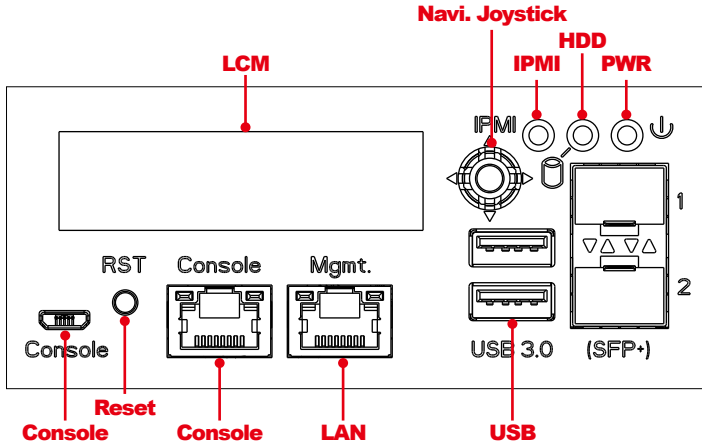 Navi. Joystick
HDD
LCM
IPMI
PWR
IPMI
1
RST
Console
Mgmt.
2
Console
USB 3.0
(SFP+)
Reset
Console
Console
LAN
USB